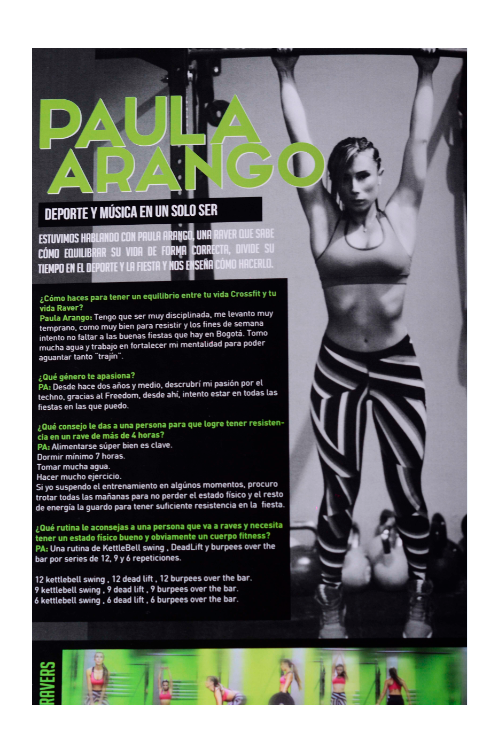 PAULA
ARANGO
DEPORTE Y MÚSICA EN UN SOLO SER
ESTUVIMOS HABLANDO CON PAULA ARANGO, UNA RAVER QUE SABE
CÓMO EQUILIBRAR SU VIDA DE FORMA CORRECTA, DIVIDE SU
TIEMPO EN EL DEPORTE Y LA FIESTA Y NOS ENSEÑA CÓMO HACERLO.
¿Cómo haces para tener un equilibrio entre tu vida Crossfit y tu
vida Raver?
Paula Arango: Tengo que ser muy disciplinada, me levanto muy
temprano, como muy bien para resistir y los fines de semana
intento no faltar a las buenas fiestas que hay en Bogotá. Tomo
mucha agua y trabajo en fortalecer mi mentalidad para poder
aguantar tanto "trajín".
¿Qué género te apasiona?
PA: Desde hace dos años y medio, descrubrí mi pasión por el
techno, gracias al Freedom, desde ahí, intento estar en todas las
fiestas en las que puedo.
¿Qué consejo le das a una persona para que logre tener resisten-
cia en un rave de más de 4 horas?
PA: Alimentarse súper bien es clave.
Dormir mínimo 7 horas.
Tomar mucha agua.
Hacer mucho ejercicio.
Si yo suspendo el entrenamiento en algúnos momentos, procuro
trotar todas las mañanas para no perder el estado físico y el resto
de energía la guardo para tener suficiente resistencia en la fiesta.
¿Qué rutina le aconsejas a una persona que va a raves y necesita
tener un estado físico bueno y obviamente un cuerpo fitness?
PA: Una rutina de KettleBell swing , DeadLift y burpees over the
bar por series de 12, 9 y 6 repeticiones.
12 kettlebell swing , 12 dead lift , 12 burpees over the bar.
9 kettlebell swing , 9 dead lift , 9 burpees over the bar.
6 kettlebell swing , 6 dead lift , 6 burpees over the bar.
RAVERS